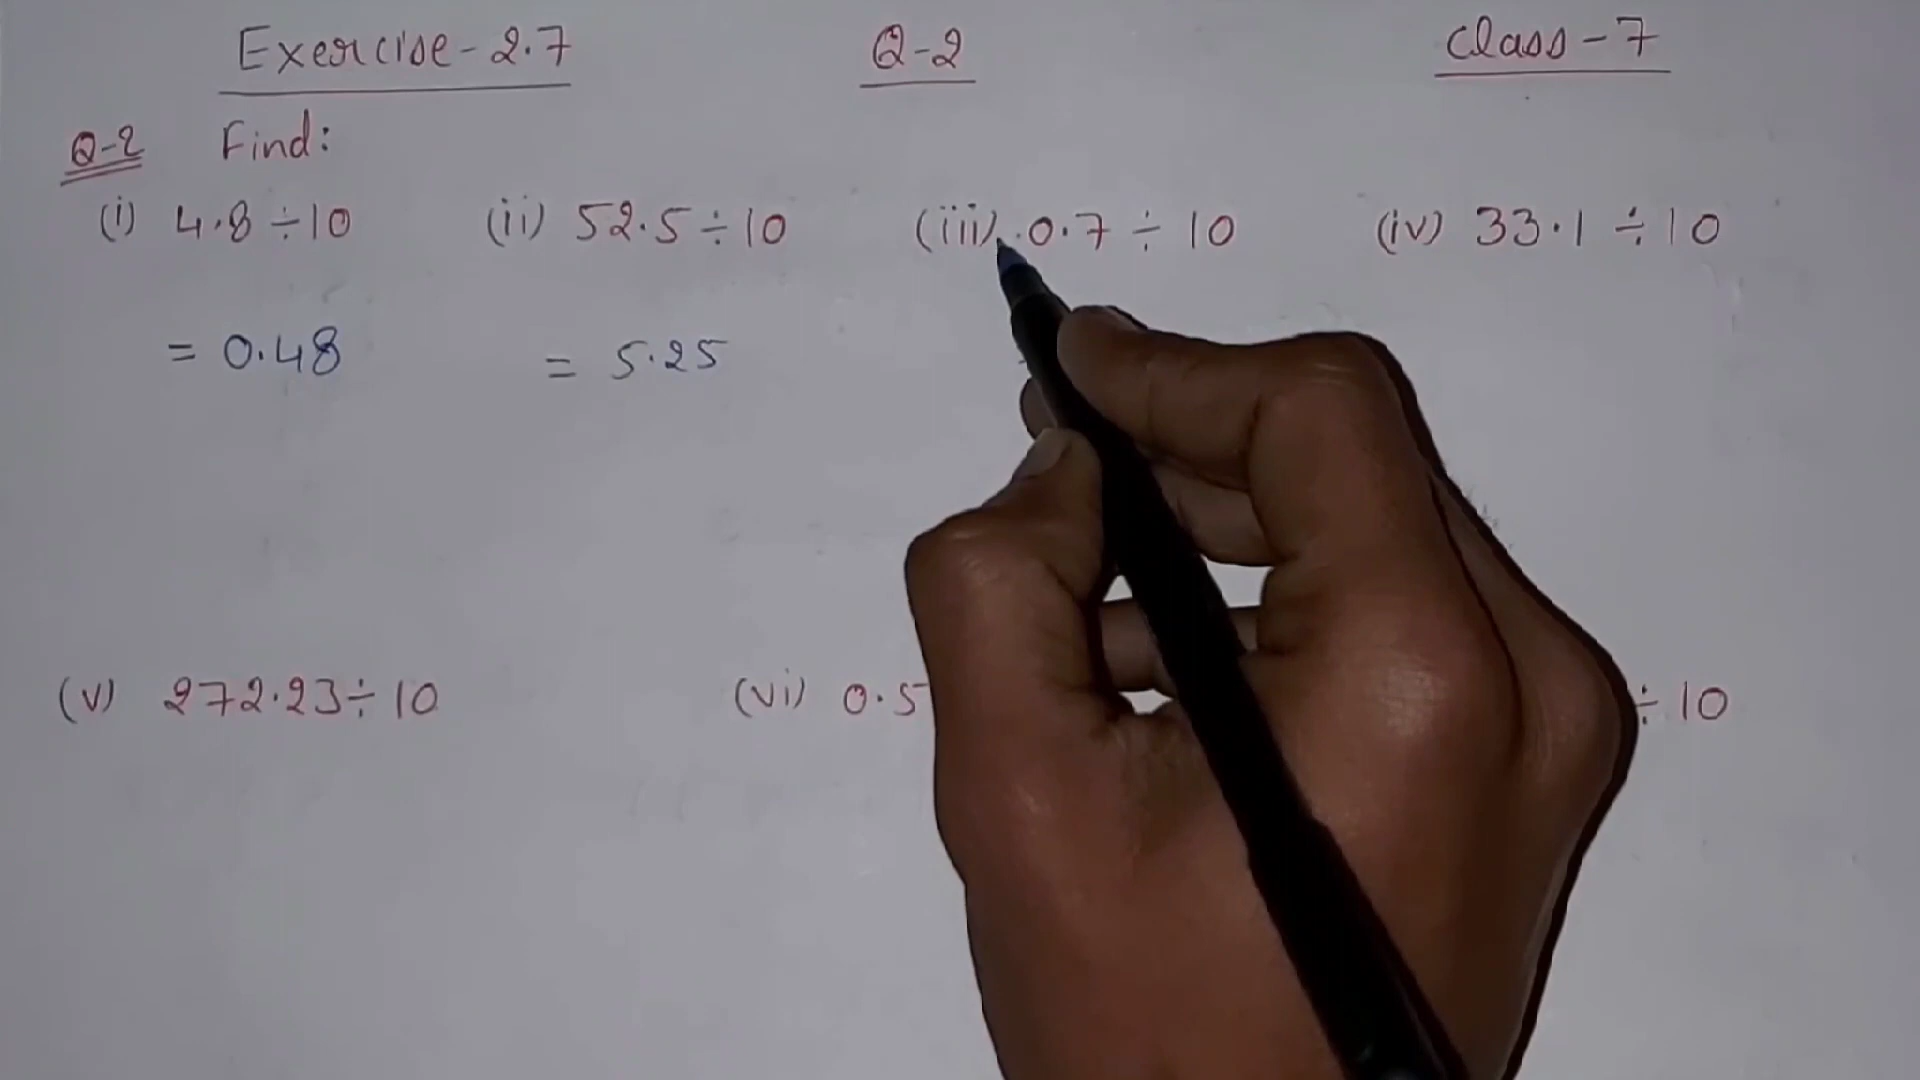 Exercise-2.7 Q-2 Class-7
Q-2 Find:
(i) 4.8÷10 (ii) 52.5÷10 (iii) 0.7÷10 (iv) 33.1÷10
= 0.48 = 5.25
(v) 272.23÷10 (vi) 0.5 ÷10